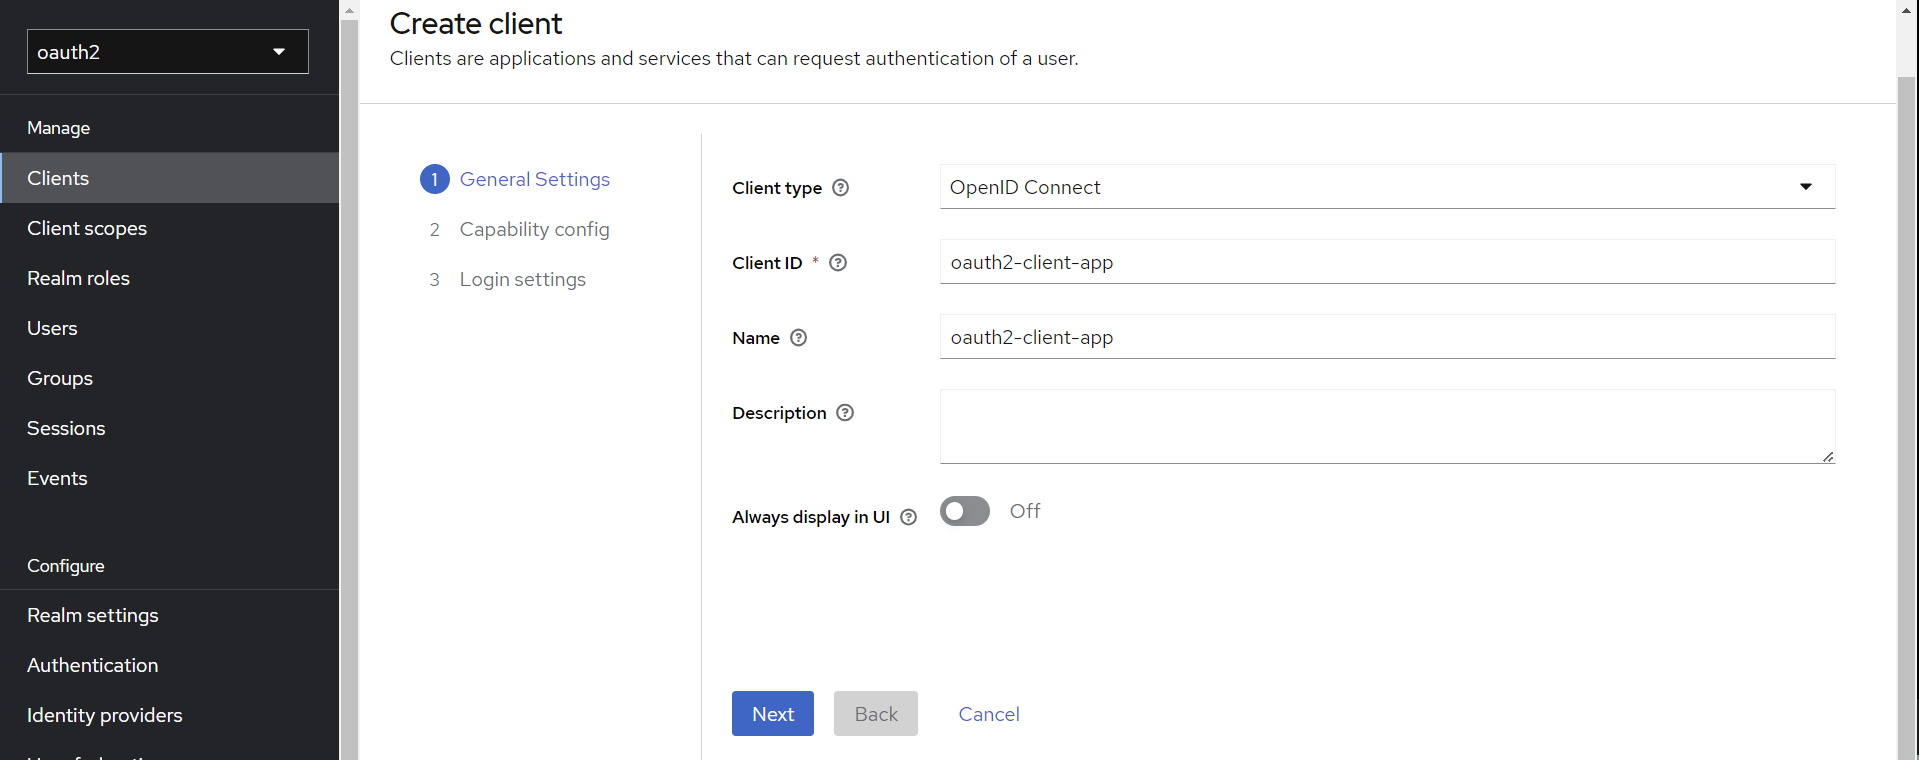 oauth2
Manage
Clients
Client scopes
Realm roles
Users
Groups
Sessions
Events
Configure
Realm settings
Authentication
Identity providers
Create client
Clients are applications and services that can request authentication of a user.
1 General Settings
2 Capability config
3 Login settings
Client type OpenID Connect
Client ID * oauth2-client-app
Name oauth2-client-app
Description
Always display in UI Off
Next Back Cancel